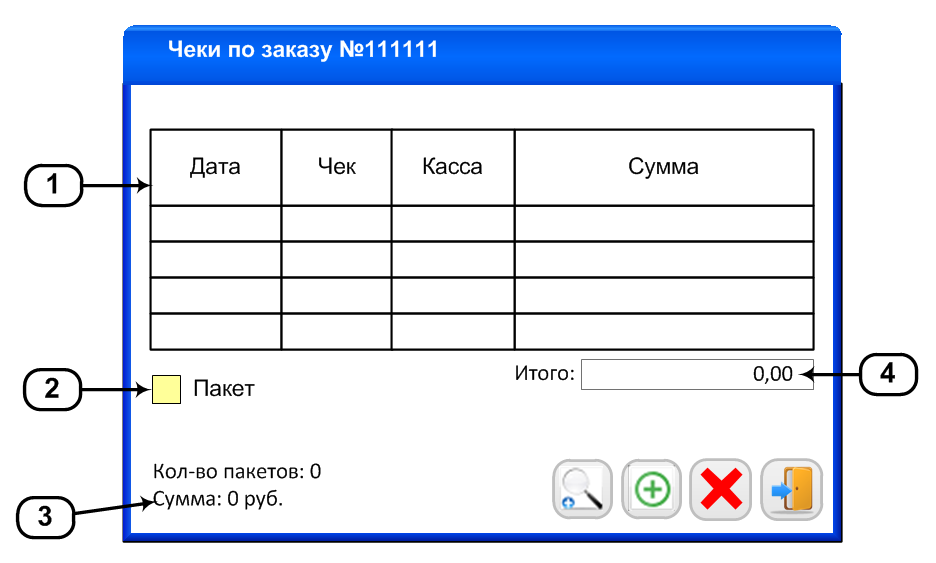 Чеки по заказу №111111
Дата Чек Касса Сумма
1
Итого: 0,00
4
2
Пакет
Кол-во пакетов: 0
Сумма: 0 руб.
3